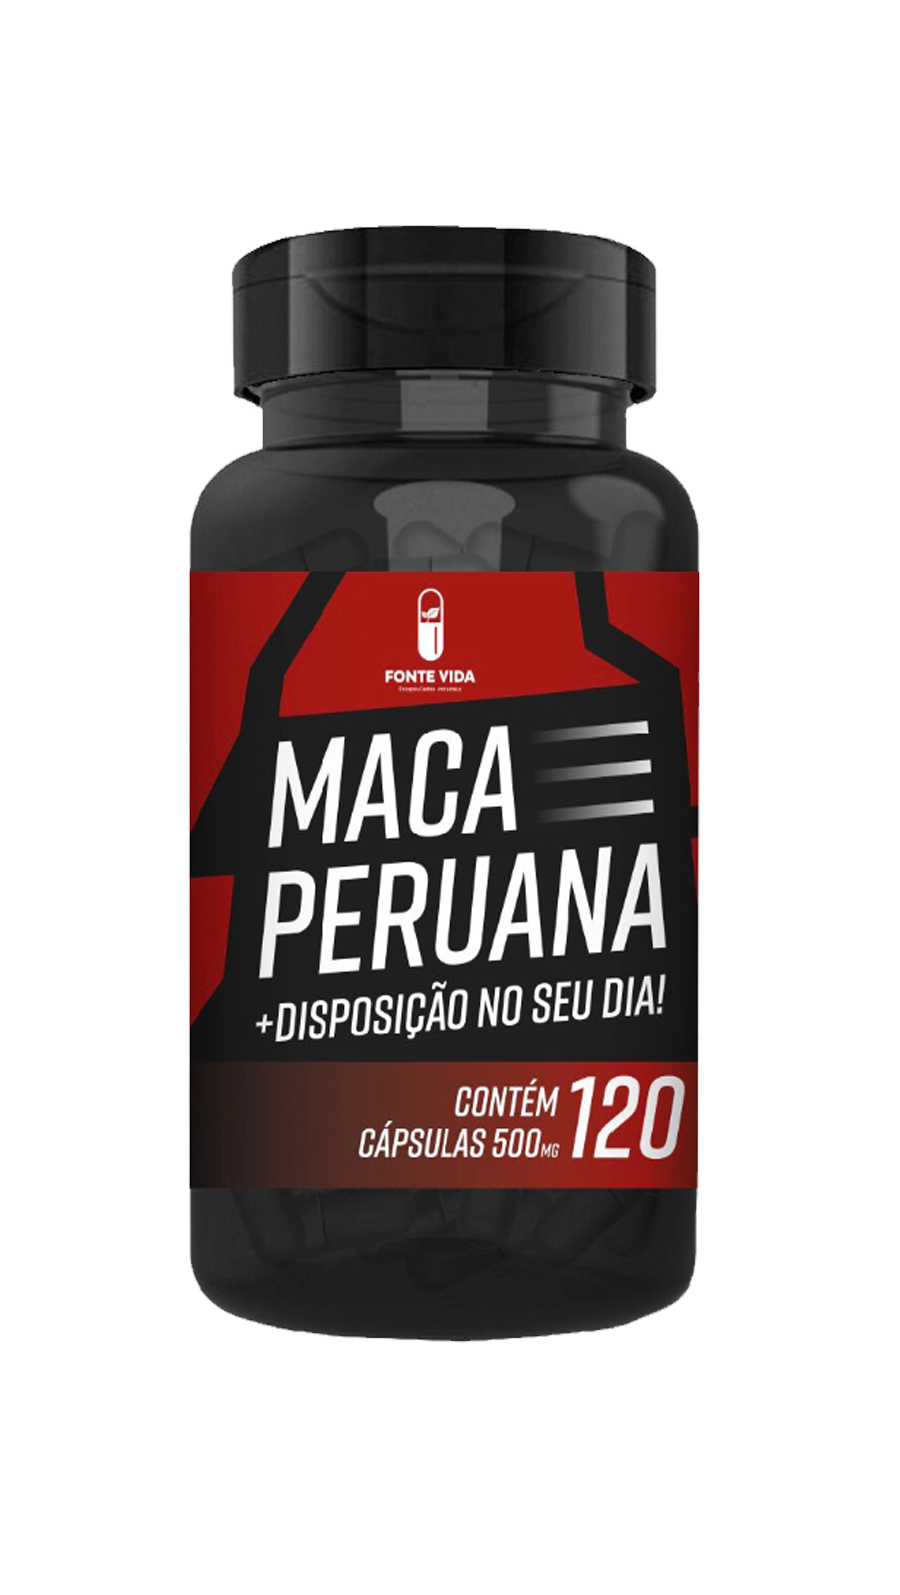 FONTE VIDA
MACA
PERUANA
+DISPOSIÇÃO NO SEU DIA!
CONTÉM
CÁPSULAS 500MG
120